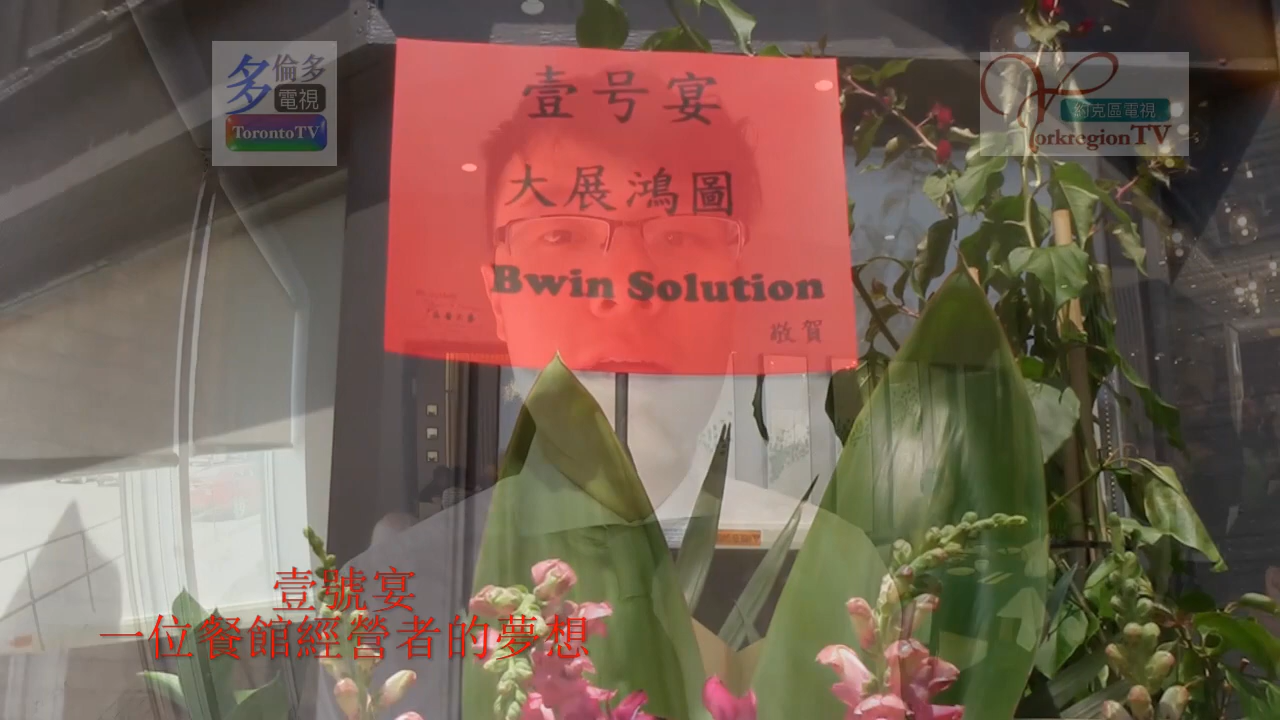 多倫多
電視
TorontoTV
約克區電視
YorkregionTV
壹号宴
大展鴻圖
Bwin Solution
敬賀
壹號宴
一位餐館經營者的夢想